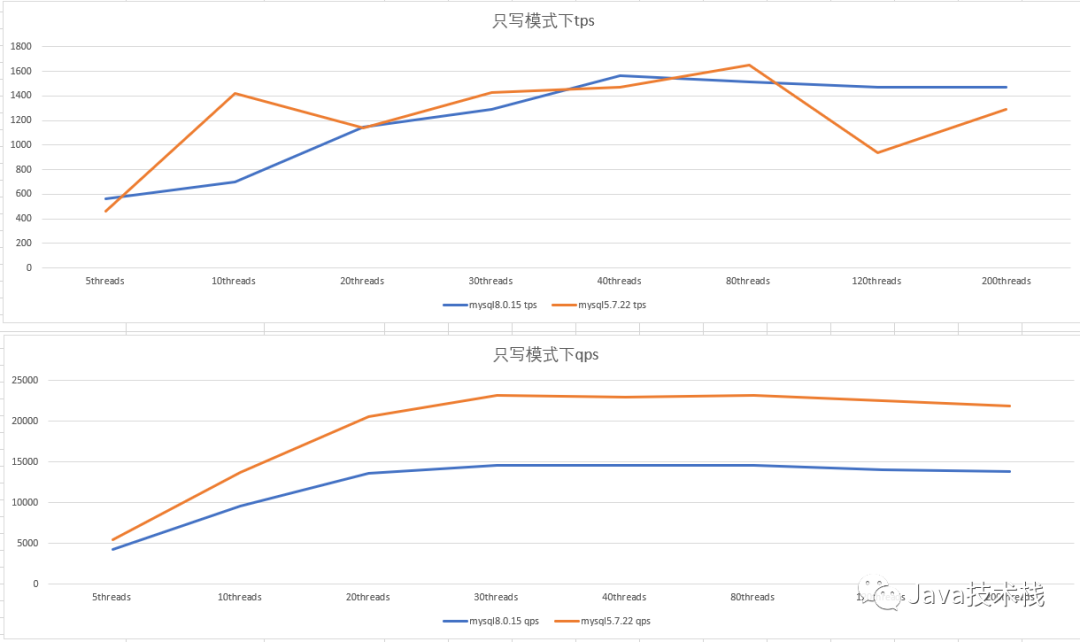 只写模式下tps
1800
1600
1400
1200
1000
800
600
400
200
0
5threads 10threads 20threads 30threads 40threads 80threads 120threads 200threads
mysql8.0.15 tps mysql5.7.22 tps
只写模式下qps
25000
20000
15000
10000
5000
0
5threads 10threads 20threads 30threads 40threads 80threads 200threads
Java技术栈
mysql8.0.15 qps mysql5.7.22 qps